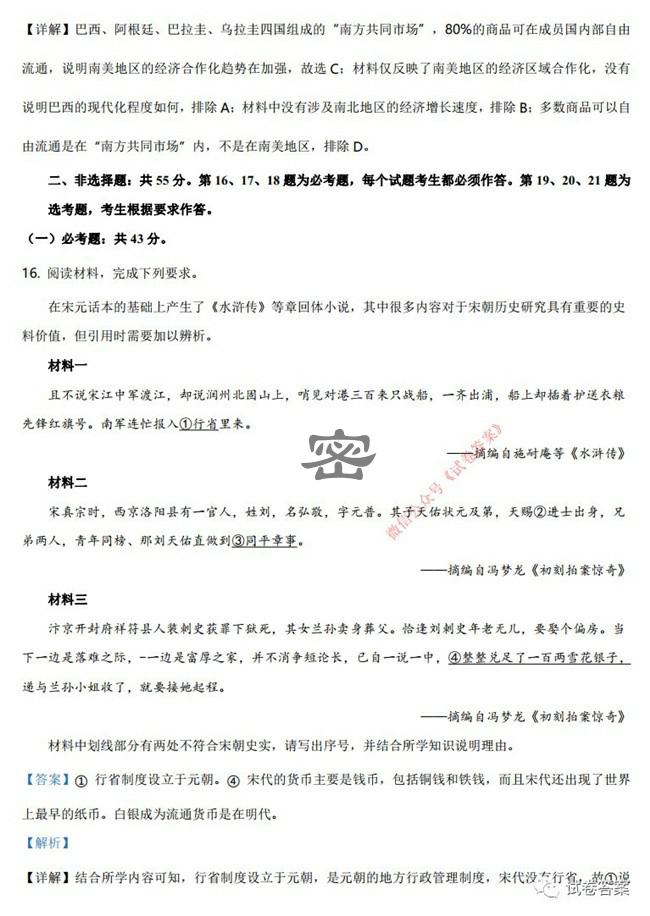 【详解】巴西、阿根廷、巴拉圭、乌拉圭四国组成的“南方共同市场”，80%的商品可在成员国内部自由
流通，说明南美地区的经济合作化趋势在加强，故选 C；材料仅反映了南美地区的经济区域合作化，没有
说明巴西的现代化程度如何，排除 A；材料中没有涉及南北地区的经济增长速度，排除 B；多数商品可以自
由流通是在“南方共同市场”内，不是在南美地区，排除 D。
二、非选择题：共 55 分。第 16、17、18 题为必考题，每个试题考生都必须作答。第 19、20、21 题为
选考题，考生根据要求作答。
（一）必考题：共 43 分。
16. 阅读材料，完成下列要求。
在宋元话本的基础上产生了《水浒传》等章回体小说，其中很多内容对于宋朝历史研究具有重要的史
料价值，但引用时需要加以辨析。
材料一
且不说宋江中军渡江，却说润州北固山上，哨见对港三百来只战船，一齐出浦，船上却插着护送衣粮
先锋红旗号。南军连忙报入①行省里来。
——摘编自施耐庵等《水浒传》
密
微信公众号《试卷答案》
材料二
宋真宗时，西京洛阳县有一官人，姓刘，名弘敬，字元普。其子天佑状元及第，天赐②进士出身，兄
弟两人，青年同榜、那刘天佑直做到③同平章事。
——摘编自冯梦龙《初刻拍案惊奇》
材料三
汴京开封府祥符县人装刺史获罪下狱死，其女兰孙卖身葬父。恰逢刘刺史年老无儿，要娶个偏房。当
下一边是落难之际，-一边是富厚之家，并不消争短论长，已自一说一中，④整整兑足了一百两雪花银子，
递与兰孙小姐收了，就要接她起程。
——摘编自冯梦龙《初刻拍案惊奇》
材料中划线部分有两处不符合宋朝史实，请写出序号，并结合所学知识说明理由。
【答案】① 行省制度设立于元朝。④ 宋代的货币主要是钱币，包括铜钱和铁钱，而且宋代还出现了世界
上最早的纸币。白银成为流通货币是在明代。
【解析】
【详解】结合所学内容可知，行省制度设立于元朝，是元朝的地方行政管理制度，宋代没有行省，故①说
试卷答案